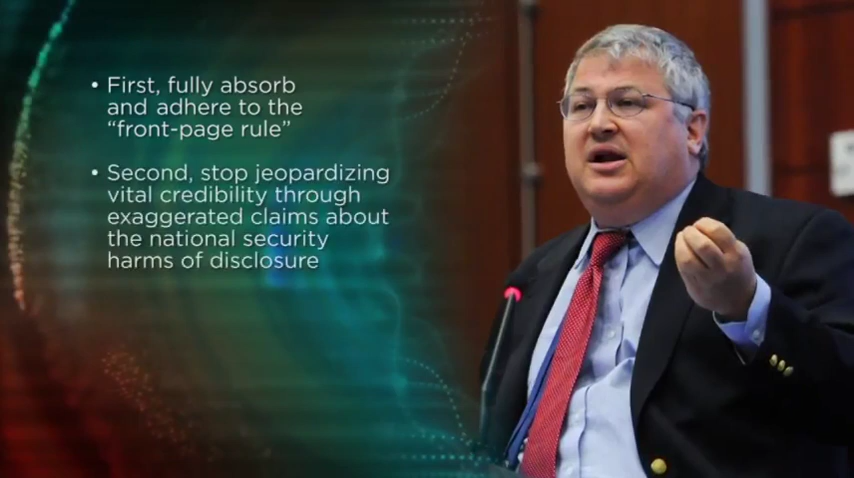 • First, fully absorb
and adhere to the
“front-page rule”
• Second, stop jeopardizing
vital credibility through
exaggerated claims about
the national security
harms of disclosure